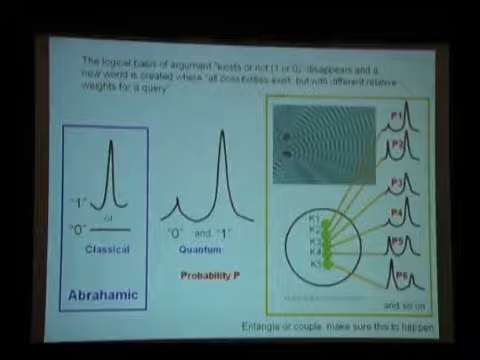 The logical basis of argument "exists or not (1 or 0)" disappears and a
new world is created where "all possibilities exist, but with different relative
weights for a query"
"1"
or
"0"
Classical
Abrahamic
"0" and "1"
Quantum
Probability P
K1
K2
K3
K4
K5
P1
P2
P3
P4
P5
P6
and so on
Entangle or couple, make sure this to happen